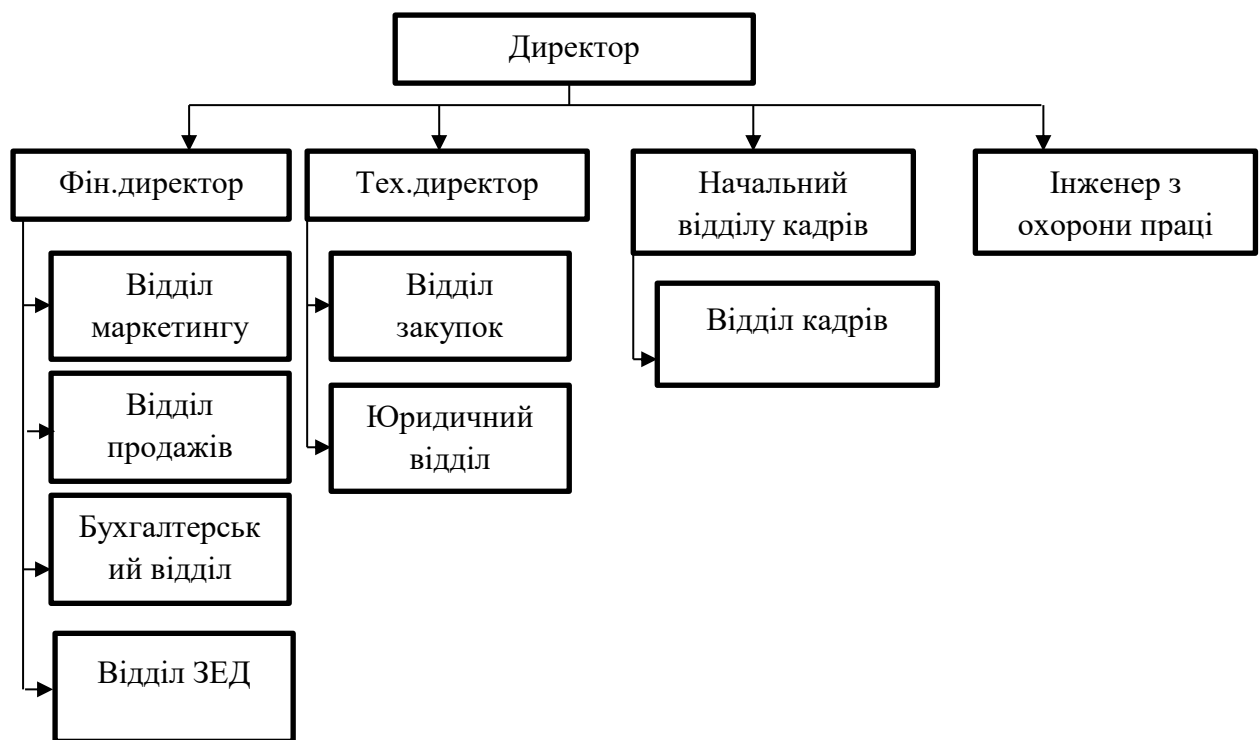 Директор
Фін.директор
Тех.директор
Начальний
відділу кадрів
Інженер з
охорони праці
Відділ
маркетингу
Відділ
закупок
Відділ кадрів
Відділ
продажів
Юридичний
відділ
Бухгалтерськ
ий відділ
Відділ ЗЕД